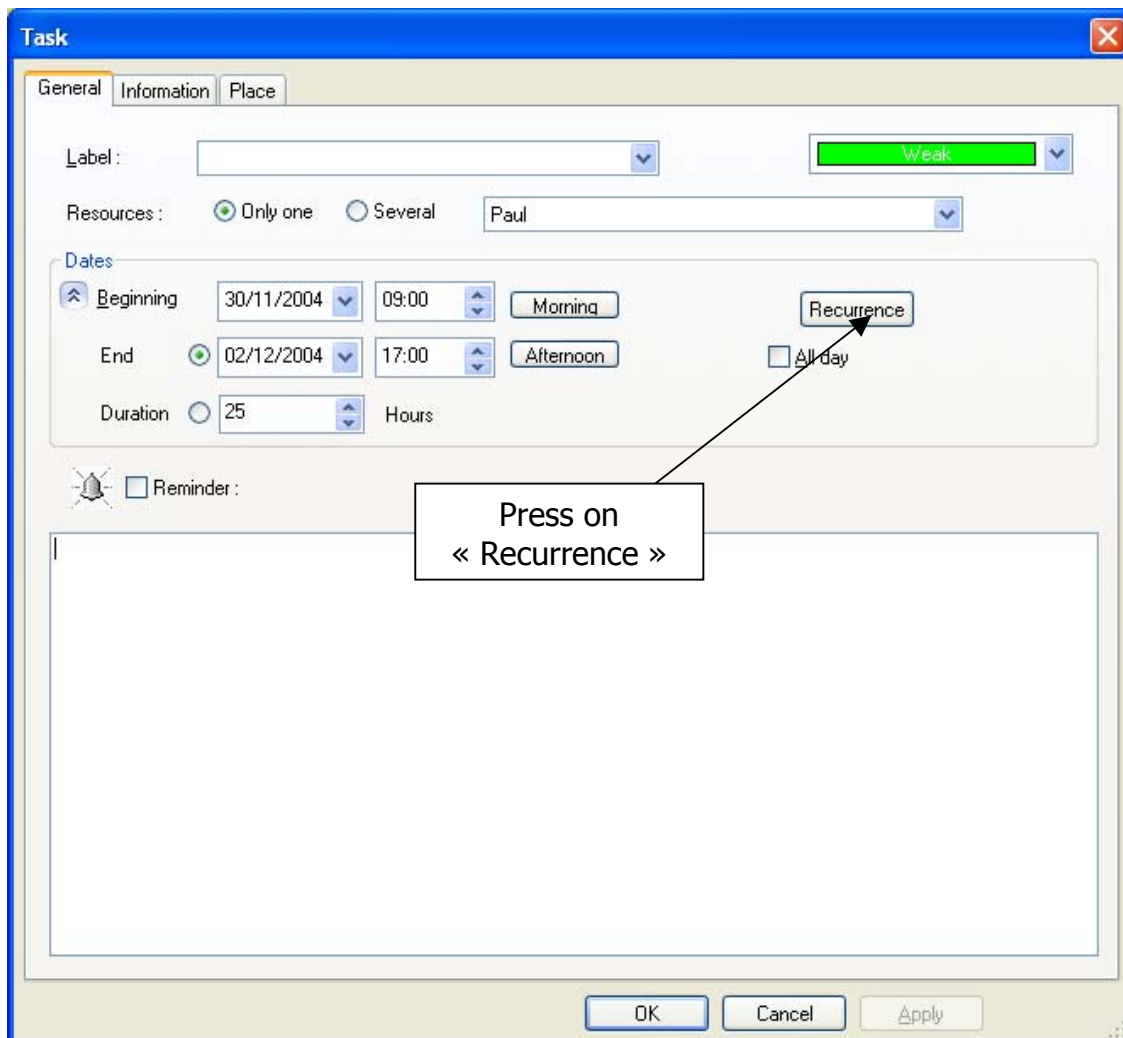 Task
General Information Place
Label : Weak
Resources : Only one Several Paul
Dates
Beginning 30/11/2004 09:00 Morning Recurrence
End 02/12/2004 17:00 Afternoon All day
Duration 25 Hours
Reminder :
Press on
« Recurrence »
OK Cancel Apply